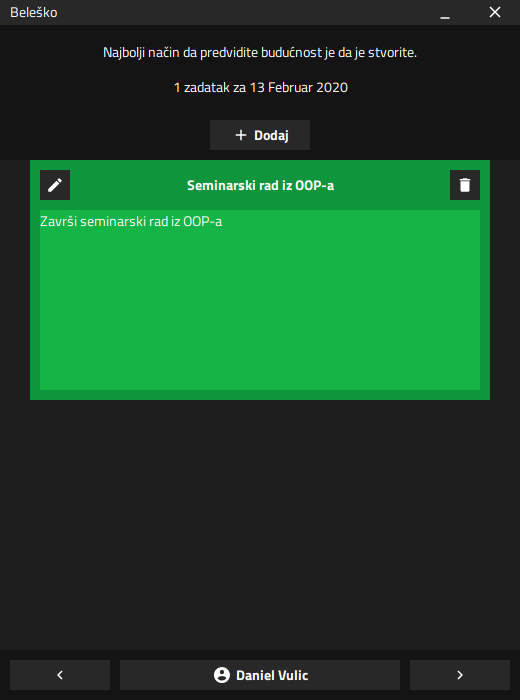 Beleško
Najbolji način da predvidite budućnost je da je stvorite.
1 zadatak za 13 Februar 2020
Dodaj
Seminarski rad iz OOP-a
Završi seminarski rad iz OOP-a
Daniel Vulic